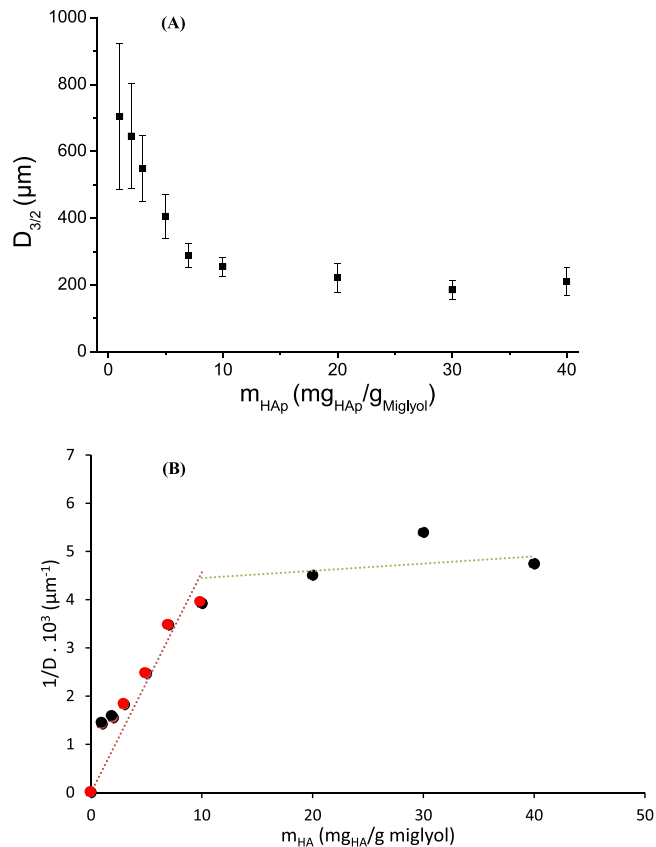 (A)
1000
800
600
400
200
0
D3/2 (µm)
0 10 20 30 40
mHAp (mgHAp/gMiglyol)
(B)
7
6
5
4
3
2
1
0
1/D . 10³ (µm⁻¹)
0 10 20 30 40 50
mHA (mgHA/g miglyol)